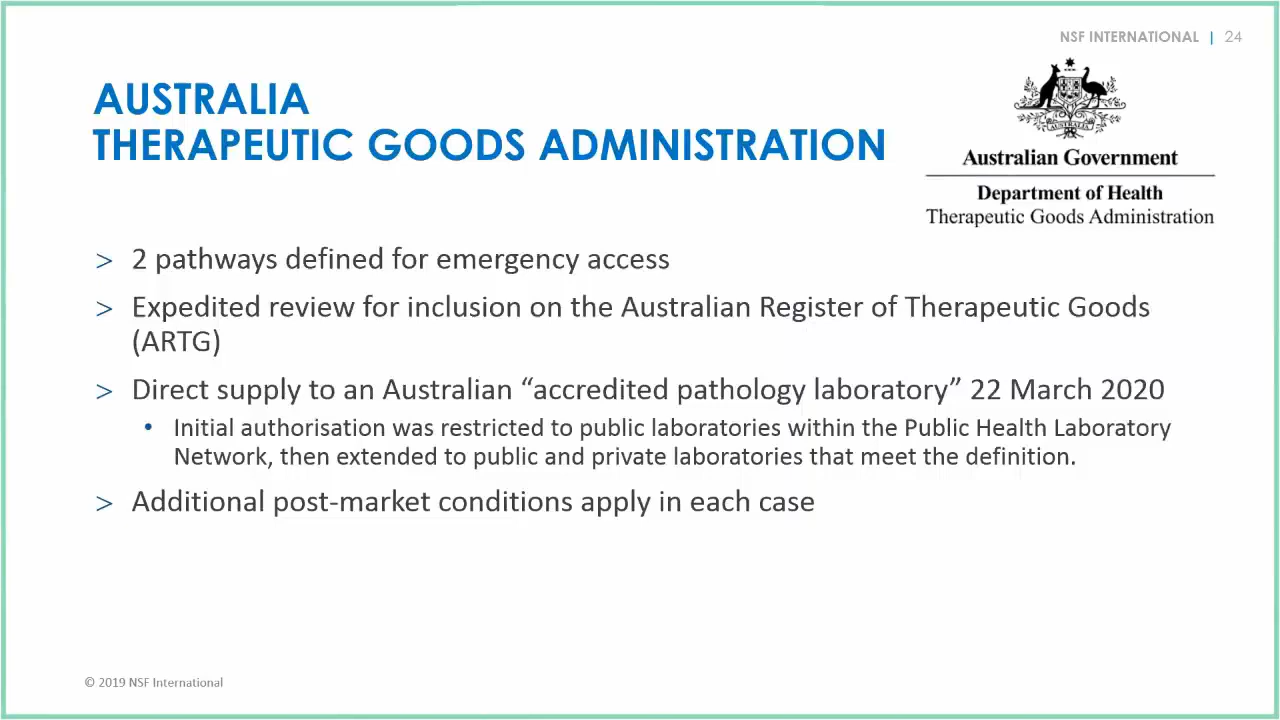 NSF INTERNATIONAL | 24
AUSTRALIA
THERAPEUTIC GOODS ADMINISTRATION
AUSTRALIA
Australian Government
Department of Health
Therapeutic Goods Administration
> 2 pathways defined for emergency access
> Expedited review for inclusion on the Australian Register of Therapeutic Goods
(ARTG)
> Direct supply to an Australian “accredited pathology laboratory” 22 March 2020
• Initial authorisation was restricted to public laboratories within the Public Health Laboratory
Network, then extended to public and private laboratories that meet the definition.
> Additional post-market conditions apply in each case
© 2019 NSF International